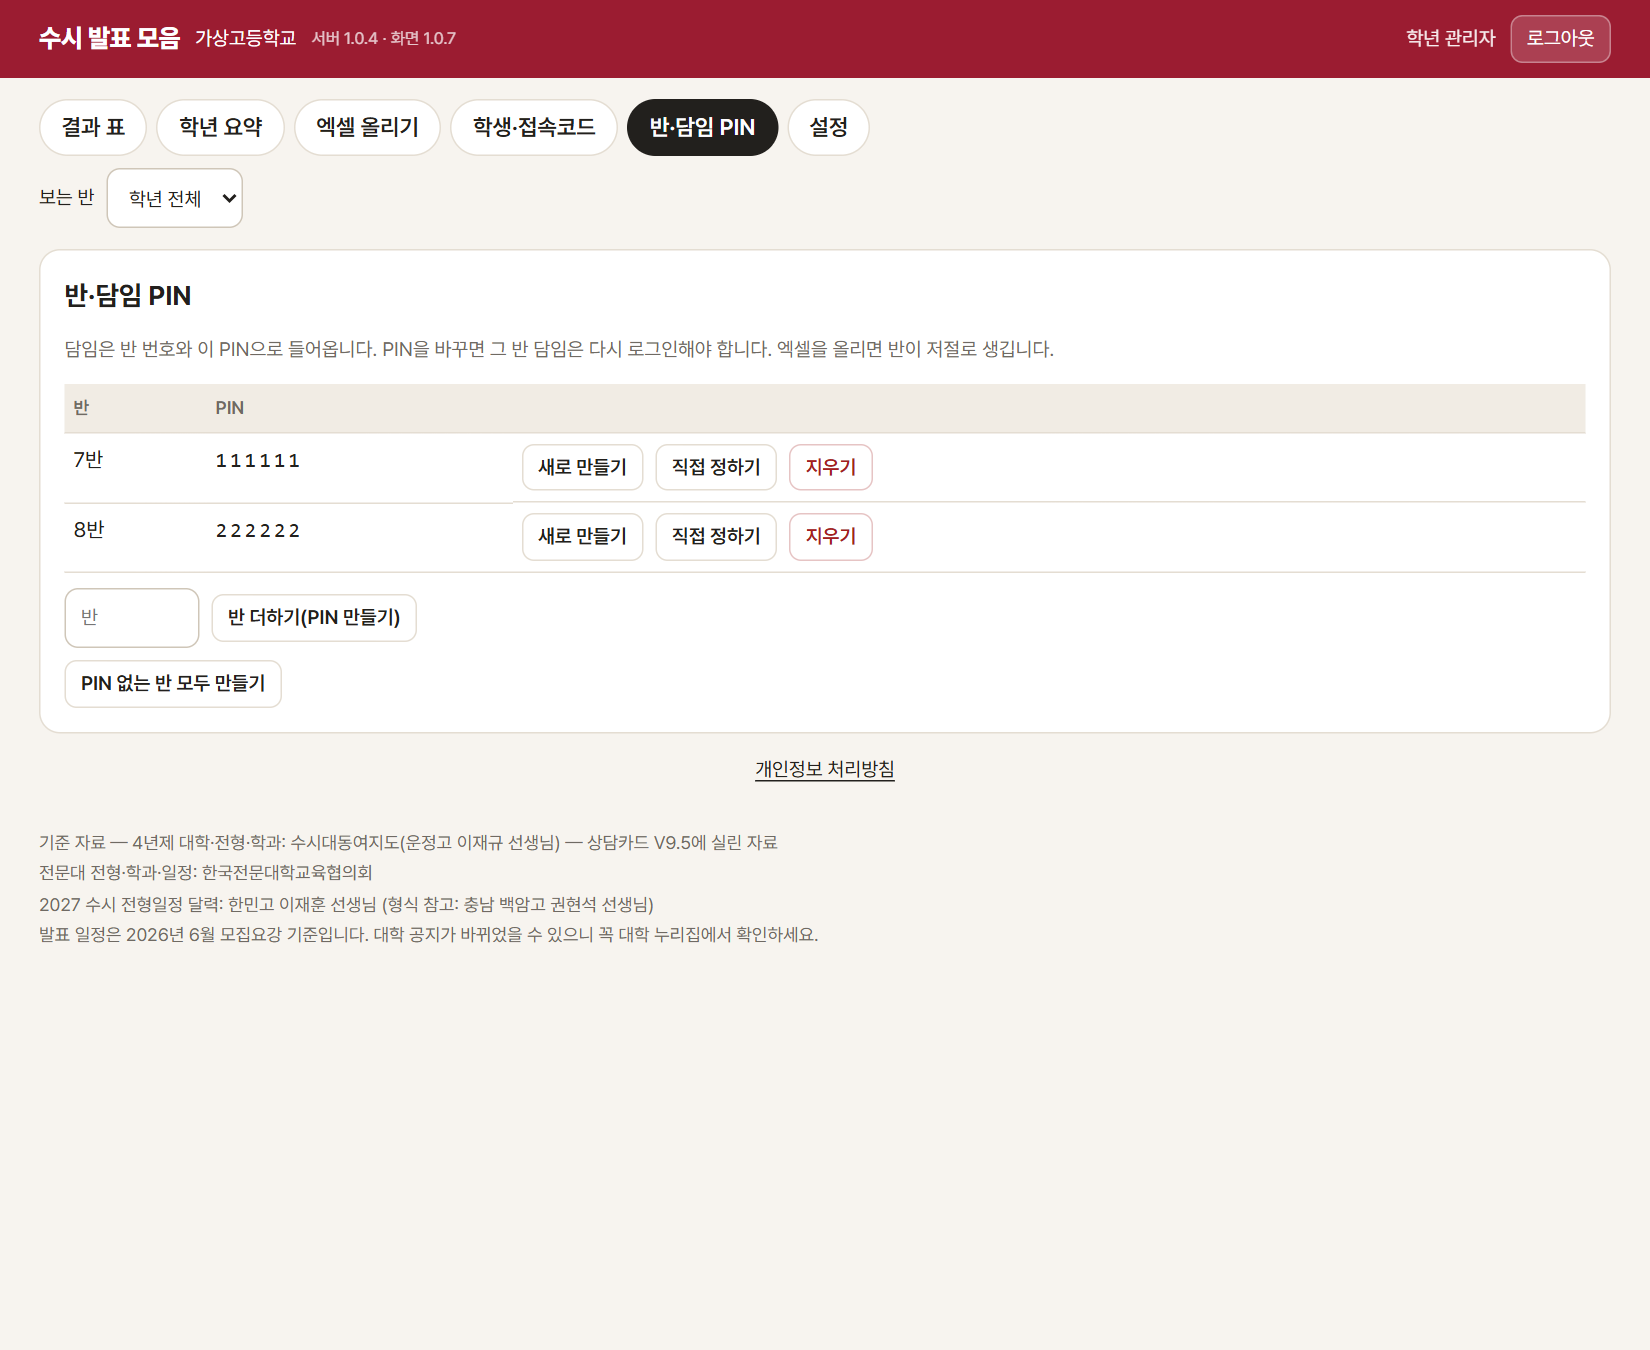 수시 발표 모음 가상고등학교 서버 1.0.4 · 화면 1.0.7 학년 관리자 로그아웃
결과 표 학년 요약 엑셀 올리기 학생·접속코드 반·담임 PIN 설정
보는 반 학년 전체
반·담임 PIN
담임은 반 번호와 이 PIN으로 들어옵니다. PIN을 바꾸면 그 반 담임은 다시 로그인해야 합니다. 엑셀을 올리면 반이 저절로 생깁니다.
반 PIN
7반 111111 새로 만들기 직접 정하기 지우기
8반 222222 새로 만들기 직접 정하기 지우기
반 반 더하기(PIN 만들기)
PIN 없는 반 모두 만들기
개인정보 처리방침
기준 자료 — 4년제 대학·전형·학과: 수시대동여지도(운정고 이재규 선생님) — 상담카드 V9.5에 실린 자료
전문대 전형·학과·일정: 한국전문대학교육협의회
2027 수시 전형일정 달력: 한민고 이재훈 선생님 (형식 참고: 충남 백암고 권현석 선생님)
발표 일정은 2026년 6월 모집요강 기준입니다. 대학 공지가 바뀌었을 수 있으니 꼭 대학 누리집에서 확인하세요.